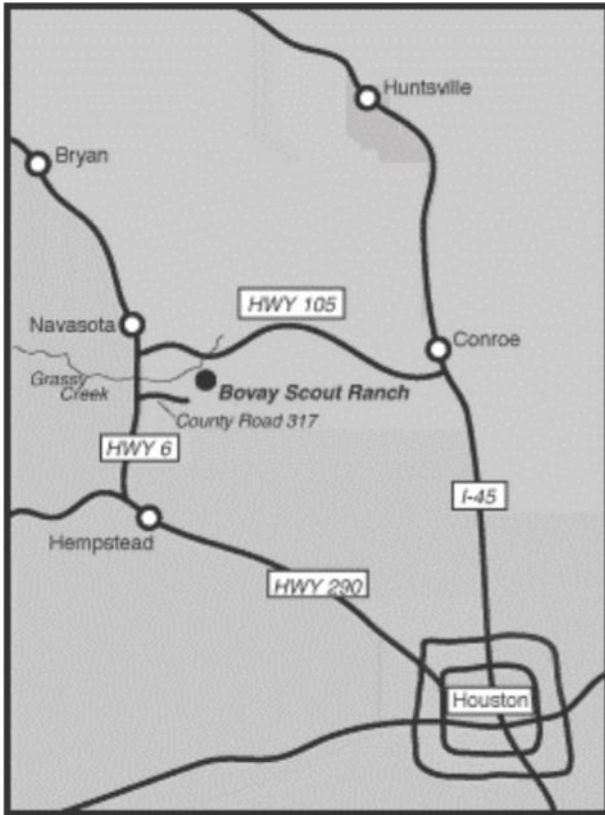 Huntsville
Bryan
HWY 105
Navasota
Conroe
Grassy
Creek
Bovay Scout Ranch
County Road 317
HWY 6
I-45
Hempstead
HWY 290
Houston